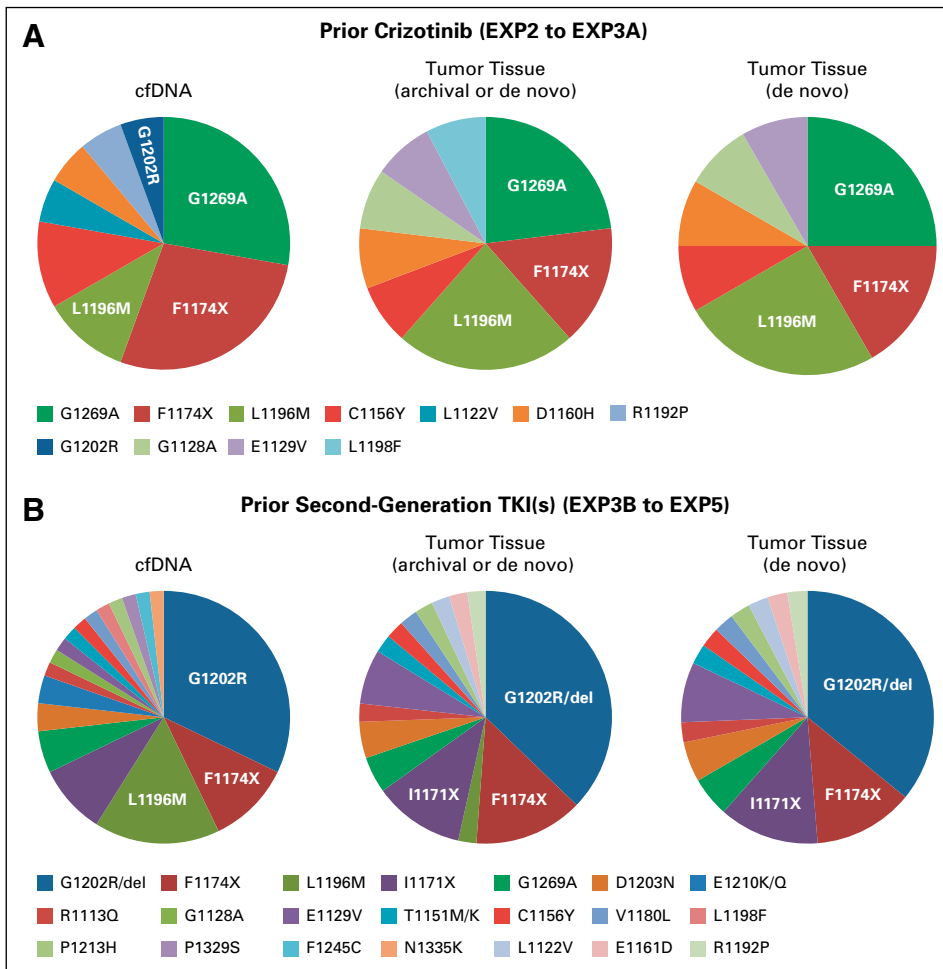 A
Prior Crizotinib (EXP2 to EXP3A)
cfDNA
Tumor Tissue
(archival or de novo)
Tumor Tissue
(de novo)
G1202R
G1269A
F1174X
L1196M
G1269A
F1174X
L1196M
G1269A
F1174X
L1196M
G1269A F1174X L1196M C1156Y L1122V D1160H R1192P
G1202R G1128A E1129V L1198F
B
Prior Second-Generation TKI(s) (EXP3B to EXP5)
cfDNA
Tumor Tissue
(archival or de novo)
Tumor Tissue
(de novo)
G1202R
F1174X
L1196M
G1202R/del
F1174X
I1171X
G1202R/del
F1174X
I1171X
G1202R/del F1174X L1196M I1171X G1269A D1203N E1210K/Q
R1113Q G1128A E1129V T1151M/K C1156Y V1180L L1198F
P1213H P1329S F1245C N1335K L1122V E1161D R1192P